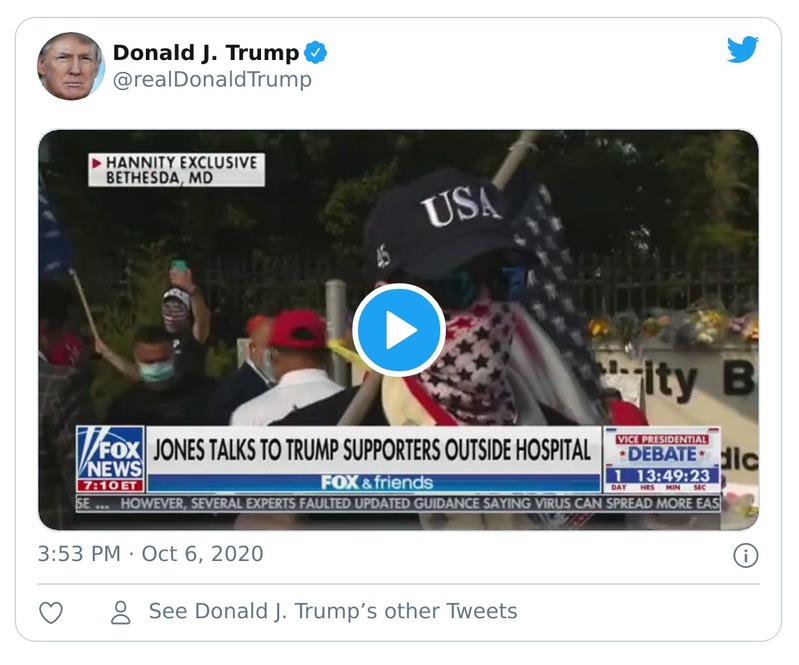 Donald J. Trump
@realDonaldTrump
HANNITY EXCLUSIVE
BETHESDA, MD
USA
45
ity B
dic
FOX
NEWS
7:10 ET
JONES TALKS TO TRUMP SUPPORTERS OUTSIDE HOSPITAL
FOX & friends
VICE PRESIDENTIAL
DEBATE
1 13:49:23
DAY HRS MIN SEC
SE ... HOWEVER, SEVERAL EXPERTS FAULTED UPDATED GUIDANCE SAYING VIRUS CAN SPREAD MORE EAS
3:53 PM · Oct 6, 2020
See Donald J. Trump’s other Tweets